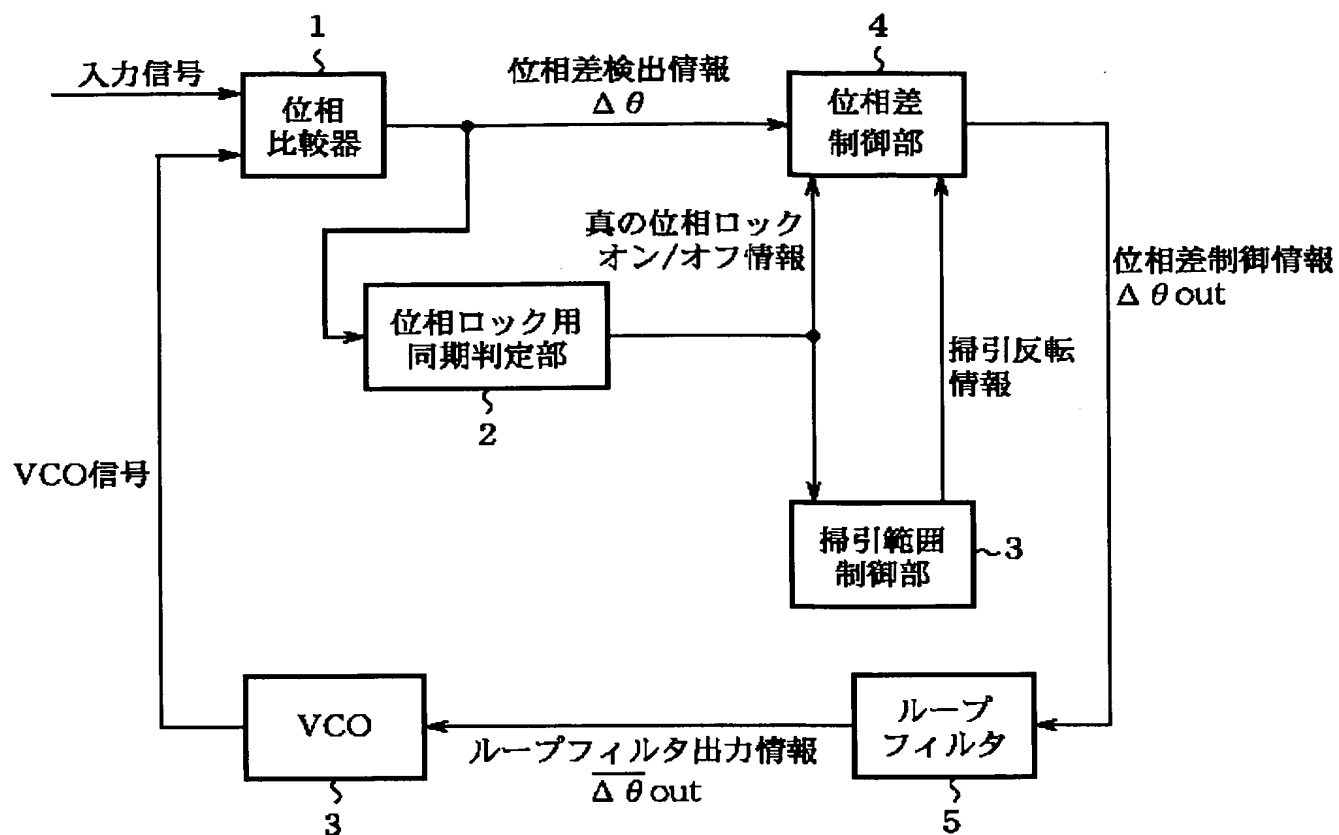 1
4
入力信号
位相差検出情報
Δθ
位相
比較器
位相差
制御部
真の位相ロック
オン/オフ情報
位相差制御情報
Δθout
位相ロック用
同期判定部
掃引反転
情報
2
VCO信号
掃引範囲
制御部
3
VCO
ループ
フィルタ
ループフィルタ出力情報
Δ̅θ̅out
3
5